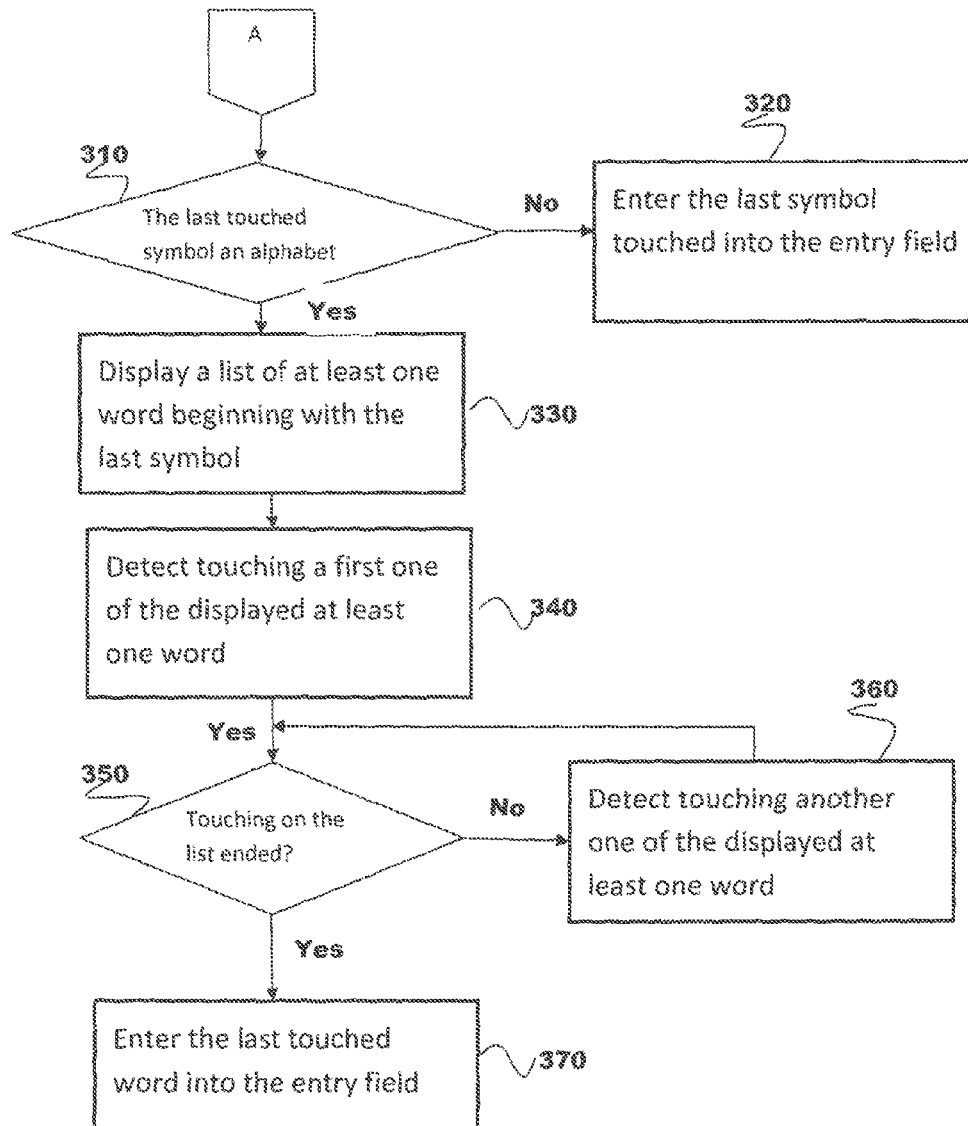 A
310
The last touched
symbol an alphabet
No
320
Enter the last symbol
touched into the entry field
Yes
Display a list of at least one
word beginning with the
last symbol
330
Detect touching a first one
of the displayed at least
one word
340
Yes
350
Touching on the
list ended?
No
360
Detect touching another
one of the displayed at
least one word
Yes
Enter the last touched
word into the entry field
370